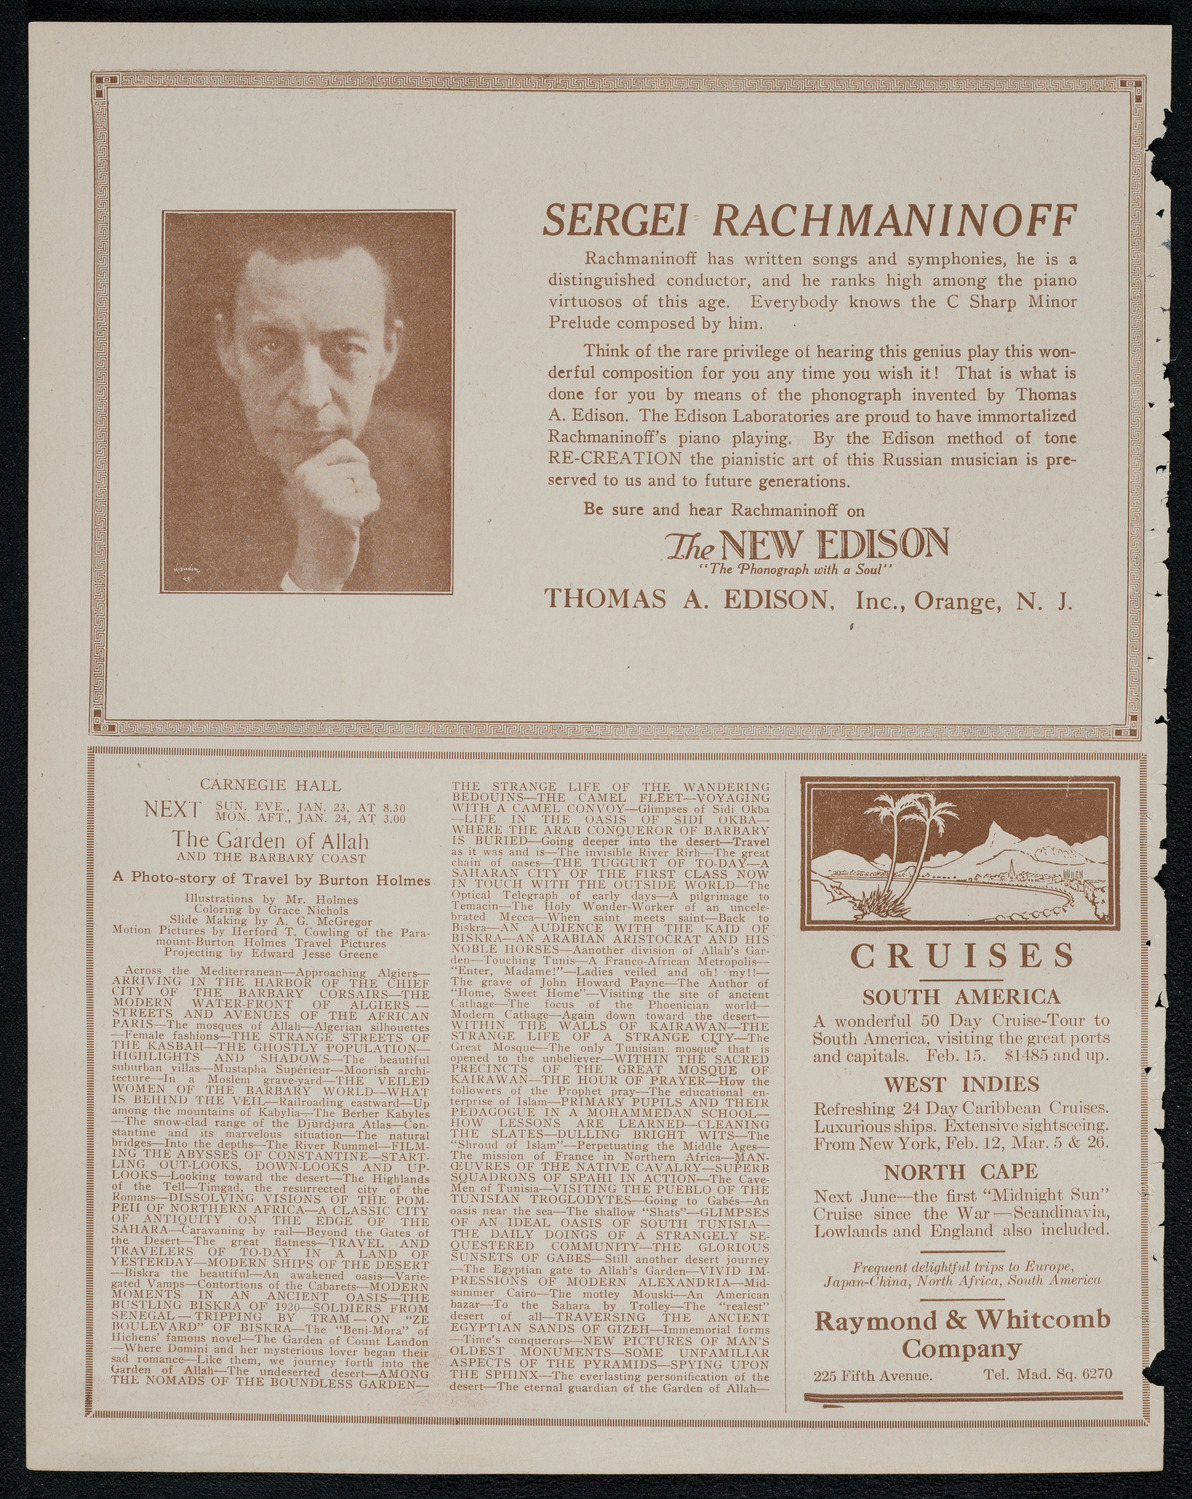 SERGEI RACHMANINOFF
Rachmaninoff has written songs and symphonies, he is a
distinguished conductor, and he ranks high among the piano
virtuosos of this age. Everybody knows the C Sharp Minor
Prelude composed by him.
Think of the rare privilege of hearing this genius play this won-
derful composition for you any time you wish it! That is what is
done for you by means of the phonograph invented by Thomas
A. Edison. The Edison Laboratories are proud to have immortalized
Rachmaninoff's piano playing. By the Edison method of tone
RE-CREATION the pianistic art of this Russian musician is pre-
served to us and to future generations.
Be sure and hear Rachmaninoff on
The NEW EDISON
"The Phonograph with a Soul"
THOMAS A. EDISON, Inc., Orange, N. J.
CARNEGIE HALL
NEXT SUN. EVE., JAN. 23, AT 8.30
MON. AFT., JAN. 24, AT 3.00
The Garden of Allah
AND THE BARBARY COAST
A Photo-story of Travel by Burton Holmes
Illustrations by Mr. Holmes
Coloring by Grace Nichols
Slide Making by A. G. McGregor
Motion Pictures by Herford T. Cowling of the Para-
mount-Burton Holmes Travel Pictures
Projecting by Edward Jesse Greene
Across the Mediterranean—Approaching Algiers—
ARRIVING IN THE HARBOR OF THE CHIEF
CITY OF THE BARBARY CORSAIRS—THE
MODERN WATER-FRONT OF ALGIERS—
STREETS AND AVENUES OF THE AFRICAN
PARIS—The mosques of Allah—Algerian silhouettes
—Female fashions—THE STRANGE STREETS OF
THE KASBAH—THE GHOSTLY POPULATION—
HIGHLIGHTS AND SHADOWS—The beautiful
suburban villas—Mustapha Supérieur—Moorish archi-
tecture—In a Moslem grave-yard—THE VEILED
WOMEN OF THE BARBARY WORLD—WHAT
IS BEHIND THE VEIL—Railroading eastward—Up
among the mountains of Kabylia—The Berber Kabyles
—The snow-clad range of the Djurdjura Atlas—Con-
stantine and its marvelous situation—The natural
bridges—Into the depths—The River Rummel—FILM-
ING THE ABYSSES OF CONSTANTINE—START-
LING OUT-LOOKS, DOWN-LOOKS AND UP-
LOOKS—Looking toward the desert—The Highlands
of the Tell—Timgad, the resurrected city of the
Romans—DISSOLVING VISIONS OF THE POM-
PEII OF NORTHERN AFRICA—A CLASSIC CITY
OF ANTIQUITY ON THE EDGE OF THE
SAHARA—Caravaning by rail—Beyond the Gates of
the Desert—The great flatness—TRAVEL AND
TRAVELERS OF TO-DAY IN A LAND OF
YESTERDAY—MODERN SHIPS OF THE DESERT
—Biskra the beautiful—An awakened oasis—Varie-
gated Vamps—Contortions of the Cabarets—MODERN
MOMENTS IN AN ANCIENT OASIS—THE
BUSTLING BISKRA OF 1920—SOLDIERS FROM
SENEGAL—TRIPPING BY TRAM—ON "ZE
BOULEVARD" OF BISKRA—The "Beni-Mora" of
Hichens' famous novel—The Garden of Count Landon
—Where Domini and her mysterious lover began their
sad romance—Like them, we journey forth into the
Garden of Allah—The undeserted desert—AMONG
THE NOMADS OF THE BOUNDLESS GARDEN—
THE STRANGE LIFE OF THE WANDERING
BEDOUINS—THE CAMEL FLEET—VOYAGING
WITH A CAMEL CONVOY—Glimpses of Sidi Okba
—LIFE IN THE OASIS OF SIDI OKBA—
WHERE THE ARAB CONQUEROR OF BARBARY
IS BURIED—Going deeper into the desert—Travel
as it was and is—The invisible River Rirh—The great
chain of oases—THE TUGGURT OF TO-DAY—A
SAHARAN CITY OF THE FIRST CLASS NOW
IN TOUCH WITH THE OUTSIDE WORLD—The
Optical Telegraph of early days—A pilgrimage to
Temacin—The Holy Wonder-Worker of an uncele-
brated Mecca—When saint meets saint—Back to
Biskra—AN AUDIENCE WITH THE KAID OF
BISKRA—AN ARABIAN ARISTOCRAT AND HIS
NOBLE HORSES—Aanother division of Allah's Gar-
den—Touching Tunis—A Franco-African Metropolis—
"Enter, Madame!"—Ladies veiled and oh! my!!—
The grave of John Howard Payne—The Author of
"Home, Sweet Home"—Visiting the site of ancient
Cathage—The focus of the Phoenician world—
Modern Cathage—Again down toward the desert—
WITHIN THE WALLS OF KAIRAWAN—THE
STRANGE LIFE OF A STRANGE CITY—The
Great Mosque—The only Tunisian mosque that is
opened to the unbeliever—WITHIN THE SACRED
PRECINCTS OF THE GREAT MOSQUE OF
KAIRAWAN—THE HOUR OF PRAYER—How the
followers of the Prophet pray—The educational en-
terprise of Islam—PRIMARY PUPILS AND THEIR
PEDAGOGUE IN A MOHAMMEDAN SCHOOL—
HOW LESSONS ARE LEARNED—CLEANING
THE SLATES—DULLING BRIGHT WITS—The
"Shroud of Islam"—Perpetuating the Middle Ages—
The mission of France in Northern Africa—MAN-
ŒUVRES OF THE NATIVE CAVALRY—SUPERB
SQUADRONS OF SPAHI IN ACTION—The Cave-
Men of Tunisia—VISITING THE PUEBLO OF THE
TUNISIAN TROGLODYTES—Going to Gabés—An
oasis near the sea—The shallow "Shats"—GLIMPSES
OF AN IDEAL OASIS OF SOUTH TUNISIA—
THE DAILY DOINGS OF A STRANGELY SE-
QUESTERED COMMUNITY—THE GLORIOUS
SUNSETS OF GABES—Still another desert journey
—The Egyptian gate to Allah's Garden—VIVID IM-
PRESSIONS OF MODERN ALEXANDRIA—Mid-
summer Cairo—The motley Mouski—An American
bazar—To the Sahara by Trolley—The "realest"
desert of all—TRAVERSING THE ANCIENT
EGYPTIAN SANDS OF GIZEH—Immemorial forms
—Time's conquerors—NEW PICTURES OF MAN'S
OLDEST MONUMENTS—SOME UNFAMILIAR
ASPECTS OF THE PYRAMIDS—SPYING UPON
THE SPHINX—The everlasting personification of the
desert—The eternal guardian of the Garden of Allah—
CRUISES
SOUTH AMERICA
A wonderful 50 Day Cruise-Tour to
South America, visiting the great ports
and capitals. Feb. 15. $1485 and up.
WEST INDIES
Refreshing 24 Day Caribbean Cruises.
Luxurious ships. Extensive sightseeing.
From New York, Feb. 12, Mar. 5 & 26.
NORTH CAPE
Next June—the first "Midnight Sun"
Cruise since the War—Scandinavia,
Lowlands and England also included.
Frequent delightful trips to Europe,
Japan-China, North Africa, South America
Raymond & Whitcomb
Company
225 Fifth Avenue. Tel. Mad. Sq. 6270